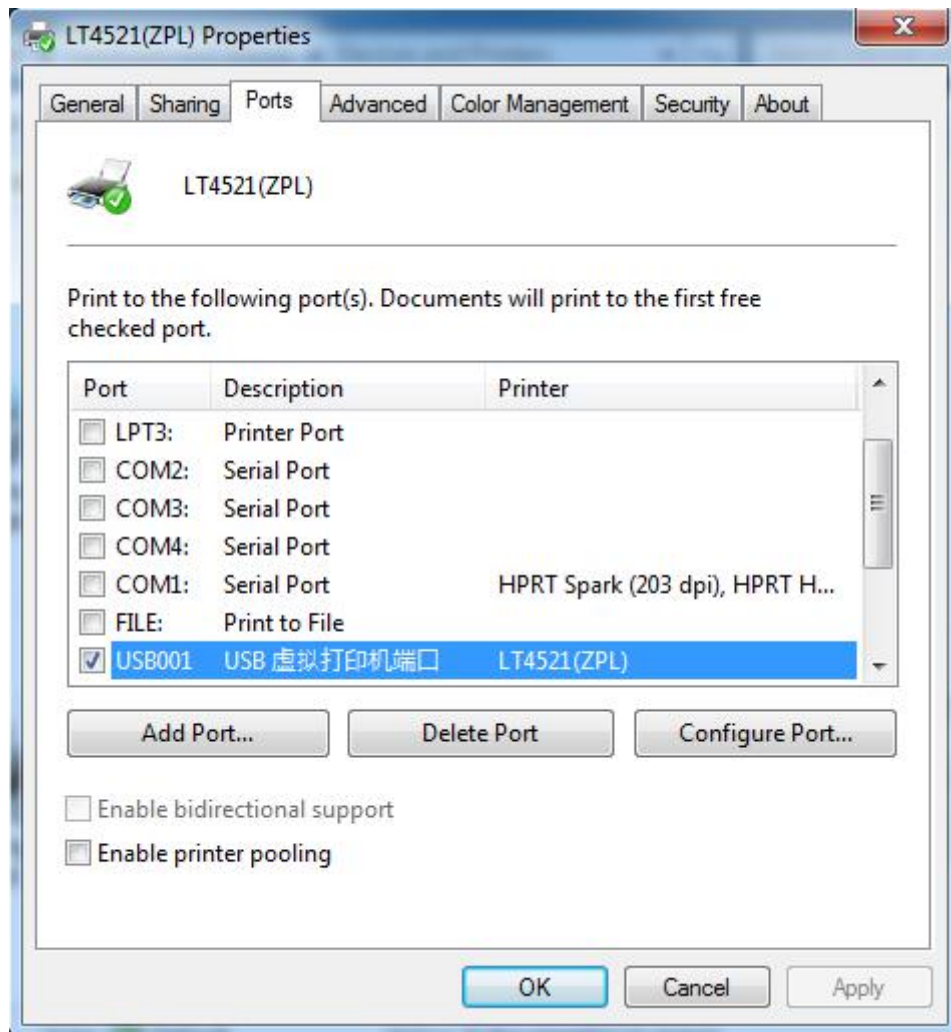 LT4521(ZPL) Properties
General Sharing Ports Advanced Color Management Security About
LT4521(ZPL)
Print to the following port(s). Documents will print to the first free
checked port.
Port Description Printer
LPT3: Printer Port
COM2: Serial Port
COM3: Serial Port
COM4: Serial Port
COM1: Serial Port HPRT Spark (203 dpi), HPRT H...
FILE: Print to File
USB001 USB 虚拟打印机端口 LT4521(ZPL)
Add Port... Delete Port Configure Port...
Enable bidirectional support
Enable printer pooling
OK Cancel Apply